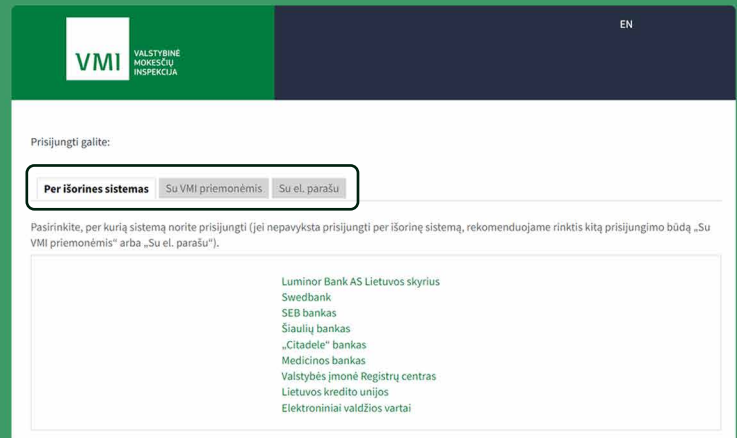 EN
VMI
VALSTYBINĖ
MOKESČIŲ
INSPEKCIJA
Prisijungti galite:
Per išorines sistemas
Su VMI priemonėmis
Su el. parašu
Pasirinkite, per kurią sistemą norite prisijungti (jei nepavyksta prisijungti per išorinę sistemą, rekomenduojame rinktis kitą prisijungimo būdą „Su
VMI priemonėmis“ arba „Su el. parašu“).
Luminor Bank AS Lietuvos skyrius
Swedbank
SEB bankas
Šiaulių bankas
„Citadele“ bankas
Medicinos bankas
Valstybės įmonė Registrų centras
Lietuvos kredito unijos
Elektroniniai valdžios vartai